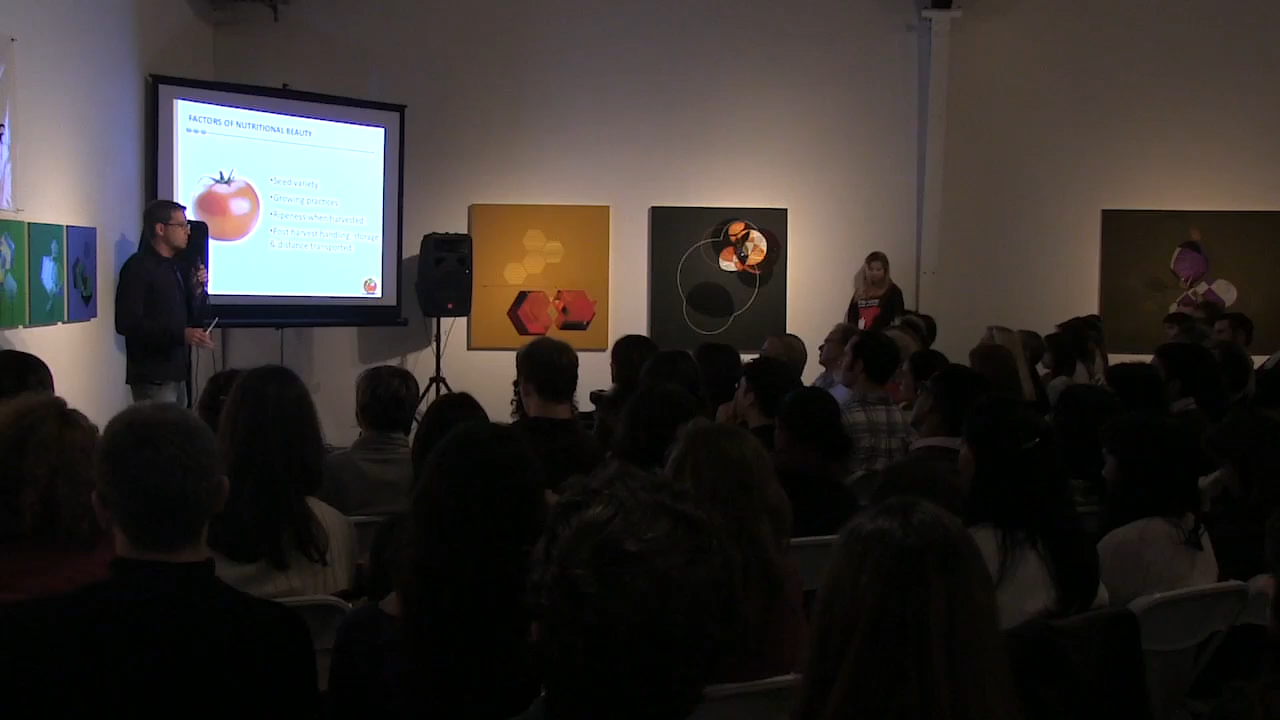 FACTORS OF NUTRITIONAL BEAUTY
•Seed variety
•Growing practices
•Ripeness when harvested
•Post harvest handling, storage
& distance transported